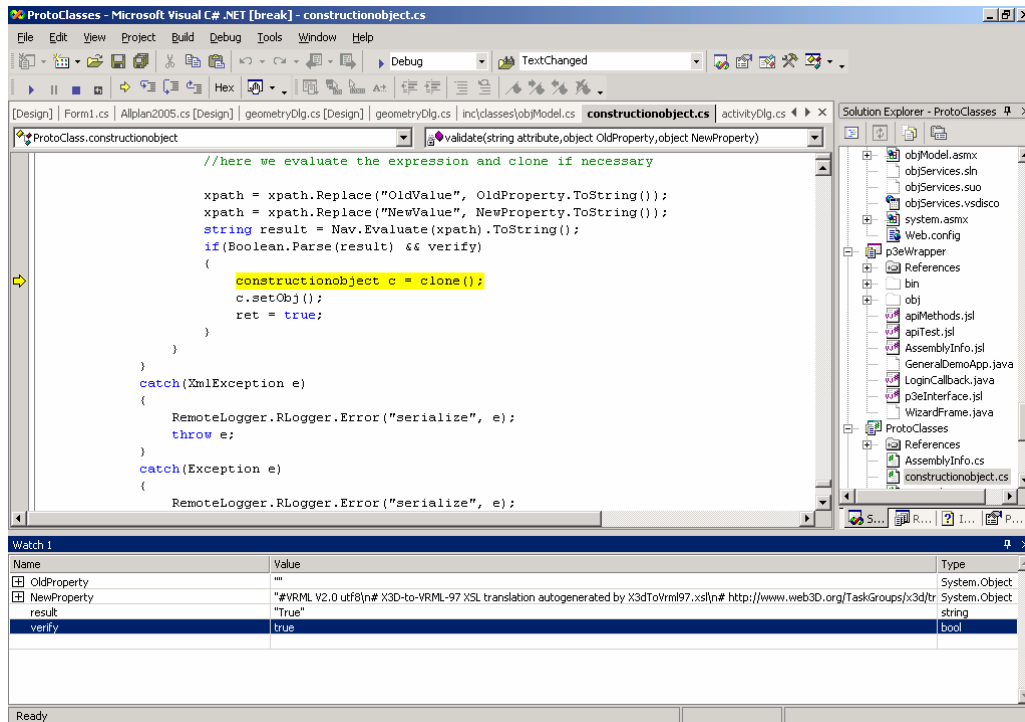 ProtoClasses - Microsoft Visual C# .NET [break] - constructionobject.cs
File Edit View Project Build Debug Tools Window Help
Debug TextChanged
Hex
[Design] Form1.cs Allplan2005.cs [Design] geometryDlg.cs [Design] geometryDlg.cs inc\classes\objModel.cs constructionobject.cs activityDlg.cs
ProtoClass.constructionobject validate(string attribute,object OldProperty,object NewProperty)
//here we evaluate the expression and clone if necessary
xpath = xpath.Replace("OldValue", OldProperty.ToString());
xpath = xpath.Replace("NewValue", NewProperty.ToString());
string result = Nav.Evaluate(xpath).ToString();
if(Boolean.Parse(result) && verify)
{
constructionobject c = clone();
c.setObj();
ret = true;
}
}
}
catch(XmlException e)
{
RemoteLogger.RLogger.Error("serialize", e);
throw e;
}
catch(Exception e)
{
RemoteLogger.RLogger.Error("serialize", e);
Solution Explorer - ProtoClasses
objModel.asmx
objServices.sln
objServices.suo
objServices.vsdisco
system.asmx
Web.config
p3eWrapper
References
bin
obj
apiMethods.jsl
apiTest.jsl
AssemblyInfo.jsl
GeneralDemoApp.java
LoginCallback.java
p3eInterface.jsl
WizardFrame.java
ProtoClasses
References
AssemblyInfo.cs
constructionobject.cs
S... R... I... P...
Watch 1
Name Value Type
OldProperty "" System.Object
NewProperty "#VRML V2.0 utf8\n# X3D-to-VRML-97 XSL translation autogenerated by X3dToVrml97.xsl\n# http://www.web3D.org/TaskGroups/x3d/tr System.Object
result "True" string
verify true bool
Ready